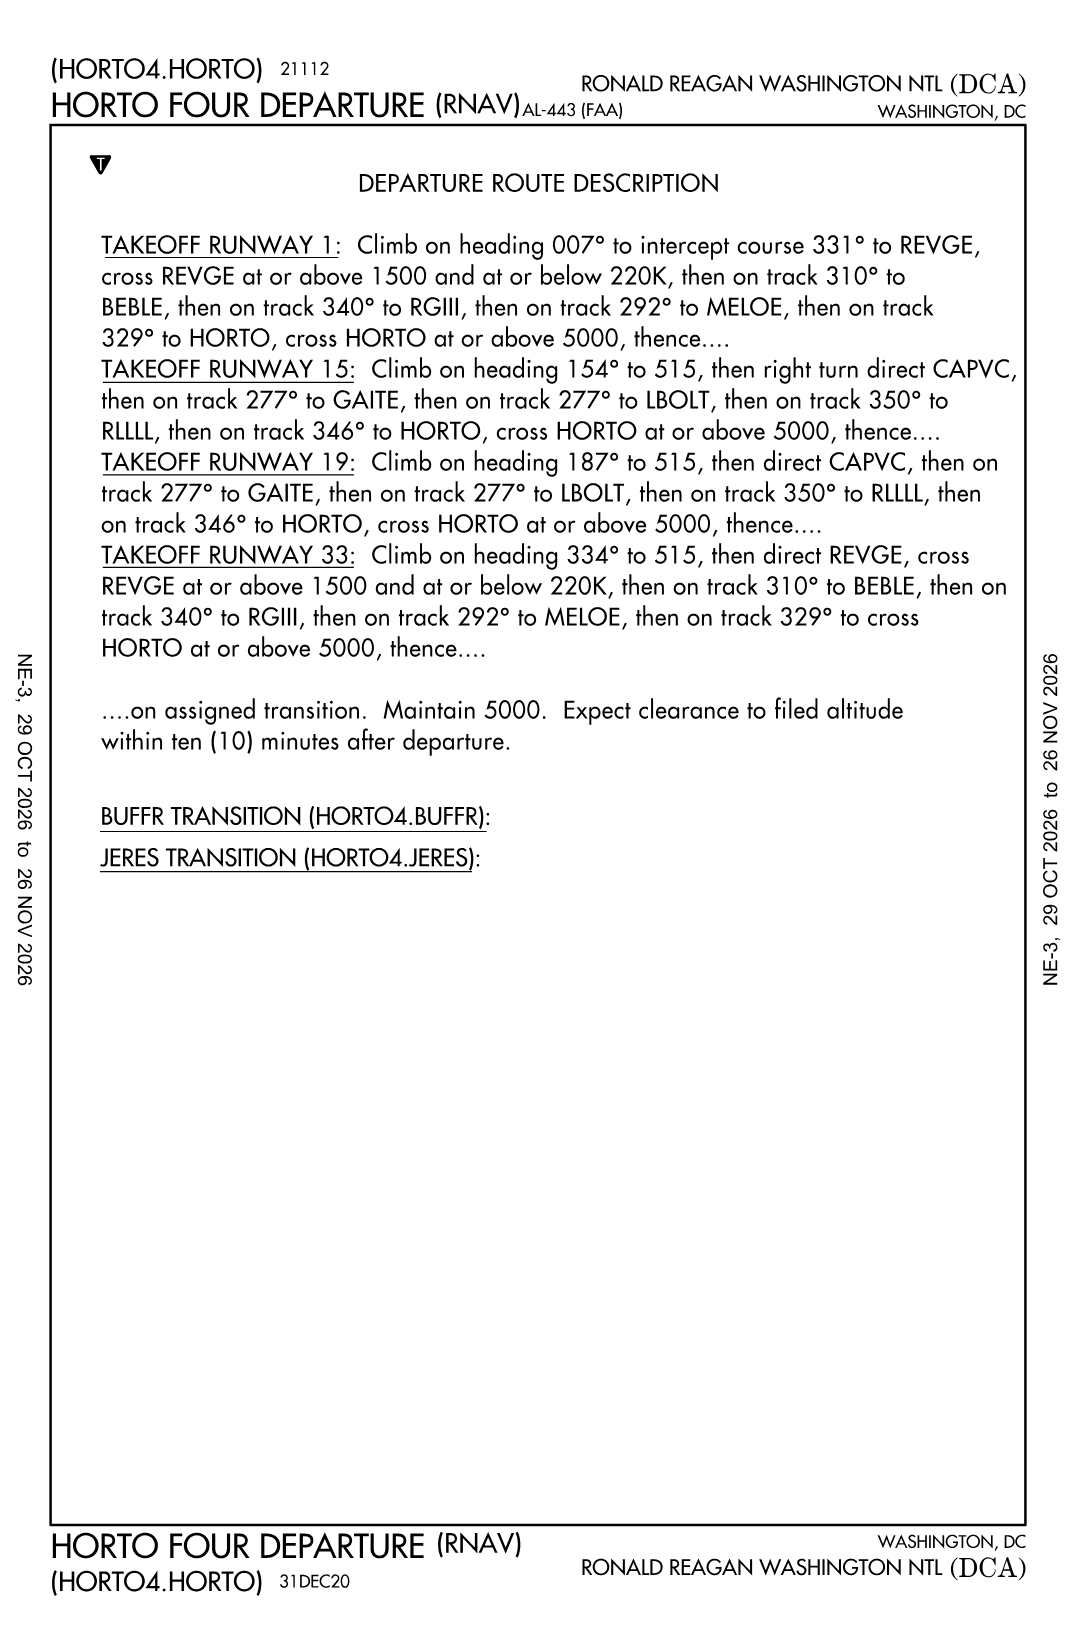 (HORTO4.HORTO) 21112
HORTO FOUR DEPARTURE (RNAV) AL-443 (FAA)
RONALD REAGAN WASHINGTON NTL (DCA)
WASHINGTON, DC
T
DEPARTURE ROUTE DESCRIPTION
TAKEOFF RUNWAY 1: Climb on heading 007° to intercept course 331° to REVGE,
cross REVGE at or above 1500 and at or below 220K, then on track 310° to
BEBLE, then on track 340° to RGIII, then on track 292° to MELOE, then on track
329° to HORTO, cross HORTO at or above 5000, thence....
TAKEOFF RUNWAY 15: Climb on heading 154° to 515, then right turn direct CAPVC,
then on track 277° to GAITE, then on track 277° to LBOLT, then on track 350° to
RLLLL, then on track 346° to HORTO, cross HORTO at or above 5000, thence....
TAKEOFF RUNWAY 19: Climb on heading 187° to 515, then direct CAPVC, then on
track 277° to GAITE, then on track 277° to LBOLT, then on track 350° to RLLLL, then
on track 346° to HORTO, cross HORTO at or above 5000, thence....
TAKEOFF RUNWAY 33: Climb on heading 334° to 515, then direct REVGE, cross
REVGE at or above 1500 and at or below 220K, then on track 310° to BEBLE, then on
track 340° to RGIII, then on track 292° to MELOE, then on track 329° to cross
HORTO at or above 5000, thence....
....on assigned transition. Maintain 5000. Expect clearance to filed altitude
within ten (10) minutes after departure.
BUFFR TRANSITION (HORTO4.BUFFR):
JERES TRANSITION (HORTO4.JERES):
NE-3, 29 OCT 2026 to 26 NOV 2026
NE-3, 29 OCT 2026 to 26 NOV 2026
HORTO FOUR DEPARTURE (RNAV)
(HORTO4.HORTO) 31DEC20
WASHINGTON, DC
RONALD REAGAN WASHINGTON NTL (DCA)